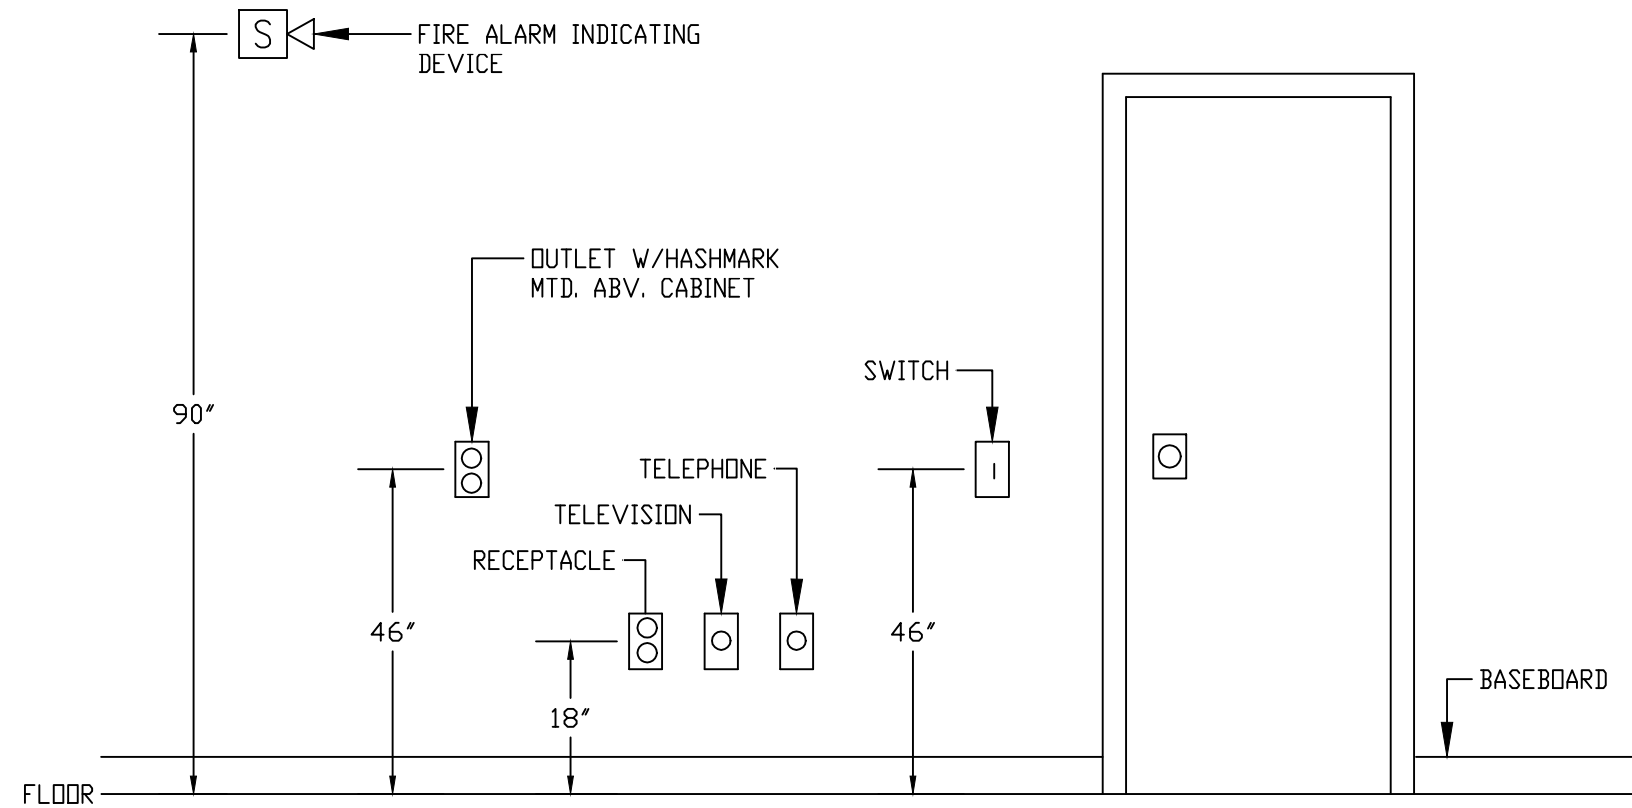 S
FIRE ALARM INDICATING
DEVICE
OUTLET W/HASHMARK
MTD. ABV. CABINET
SWITCH
90"
TELEPHONE
TELEVISION
RECEPTACLE
46"
46"
BASEBOARD
18"
FLOOR